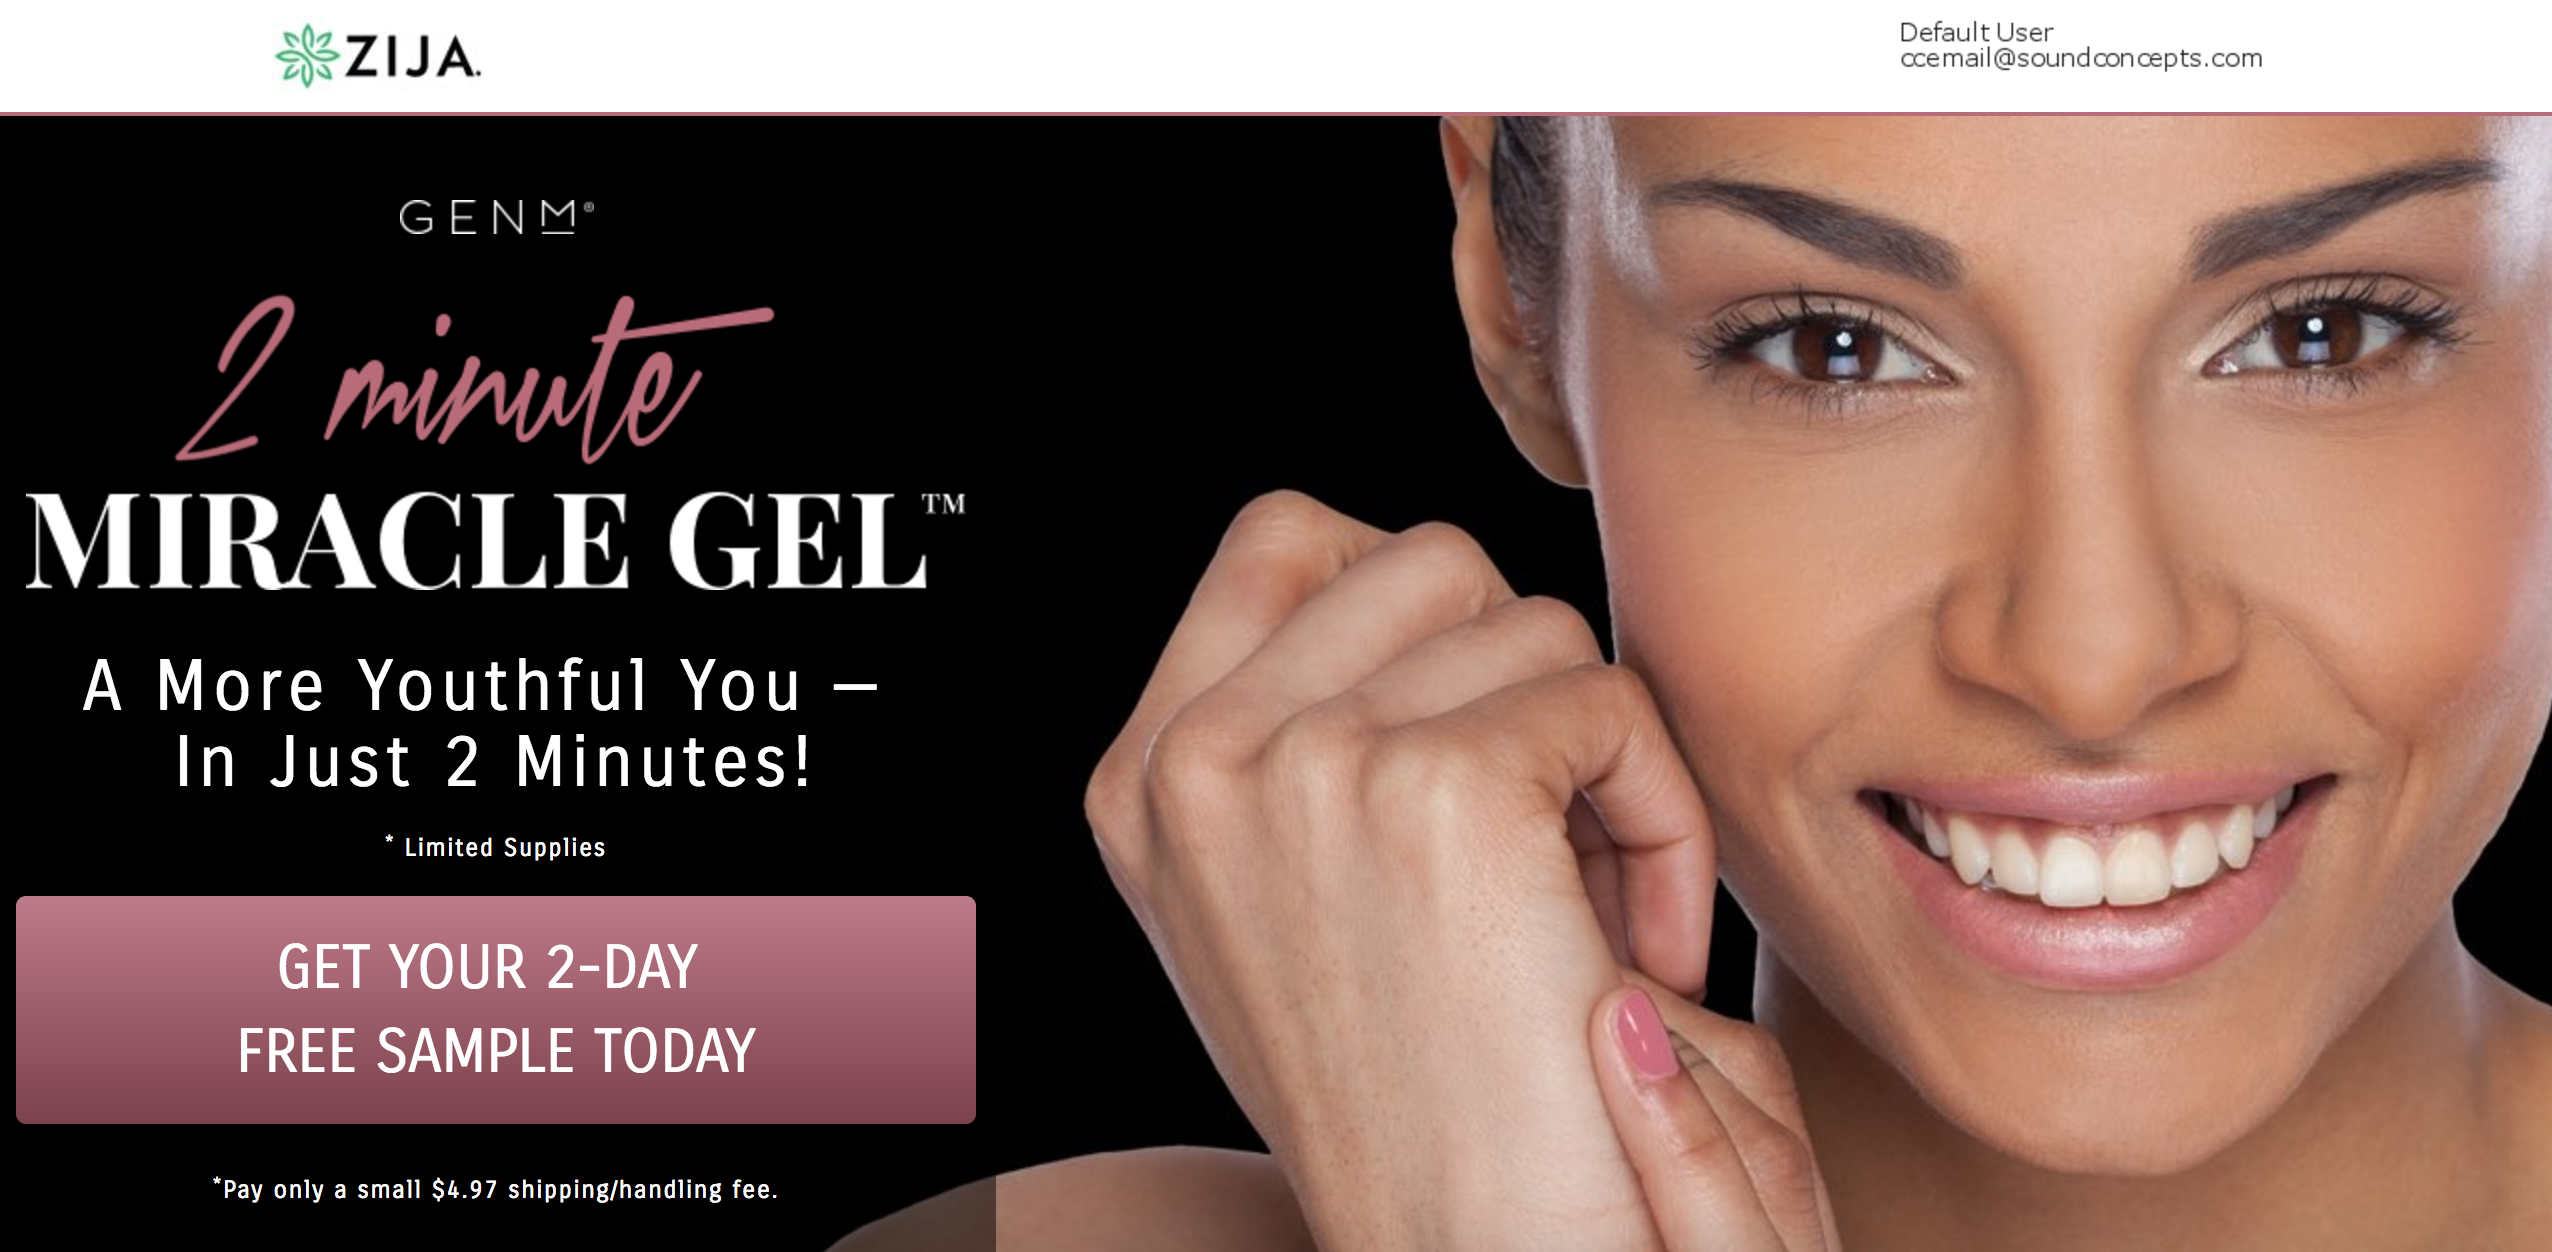 ZIJA.
Default User
ccemail@soundconcepts.com
GENM®
2 minute
MIRACLE GEL™
A More Youthful You –
In Just 2 Minutes!
* Limited Supplies
GET YOUR 2-DAY
FREE SAMPLE TODAY
*Pay only a small $4.97 shipping/handling fee.